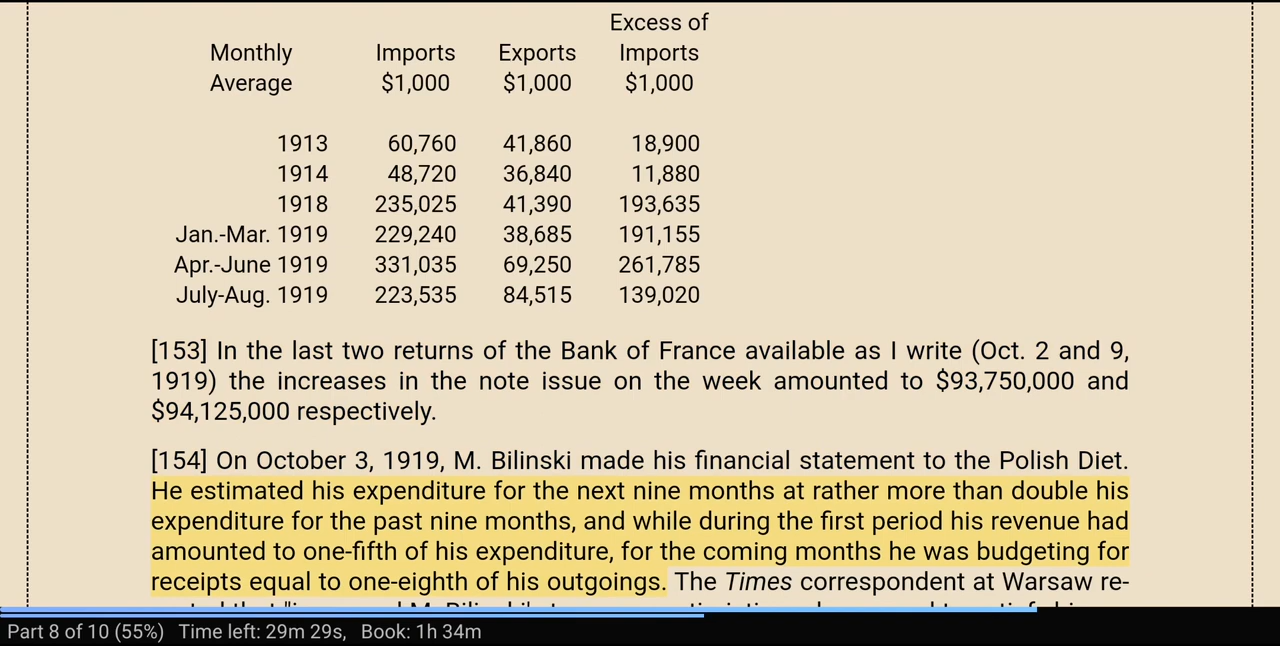 Excess of
Monthly Imports Exports Imports
Average $1,000 $1,000 $1,000
1913 60,760 41,860 18,900
1914 48,720 36,840 11,880
1918 235,025 41,390 193,635
Jan.-Mar. 1919 229,240 38,685 191,155
Apr.-June 1919 331,035 69,250 261,785
July-Aug. 1919 223,535 84,515 139,020
[153] In the last two returns of the Bank of France available as I write (Oct. 2 and 9,
1919) the increases in the note issue on the week amounted to $93,750,000 and
$94,125,000 respectively.
[154] On October 3, 1919, M. Bilinski made his financial statement to the Polish Diet.
He estimated his expenditure for the next nine months at rather more than double his
expenditure for the past nine months, and while during the first period his revenue had
amounted to one-fifth of his expenditure, for the coming months he was budgeting for
receipts equal to one-eighth of his outgoings. The Times correspondent at Warsaw re-
Part 8 of 10 (55%) Time left: 29m 29s, Book: 1h 34m